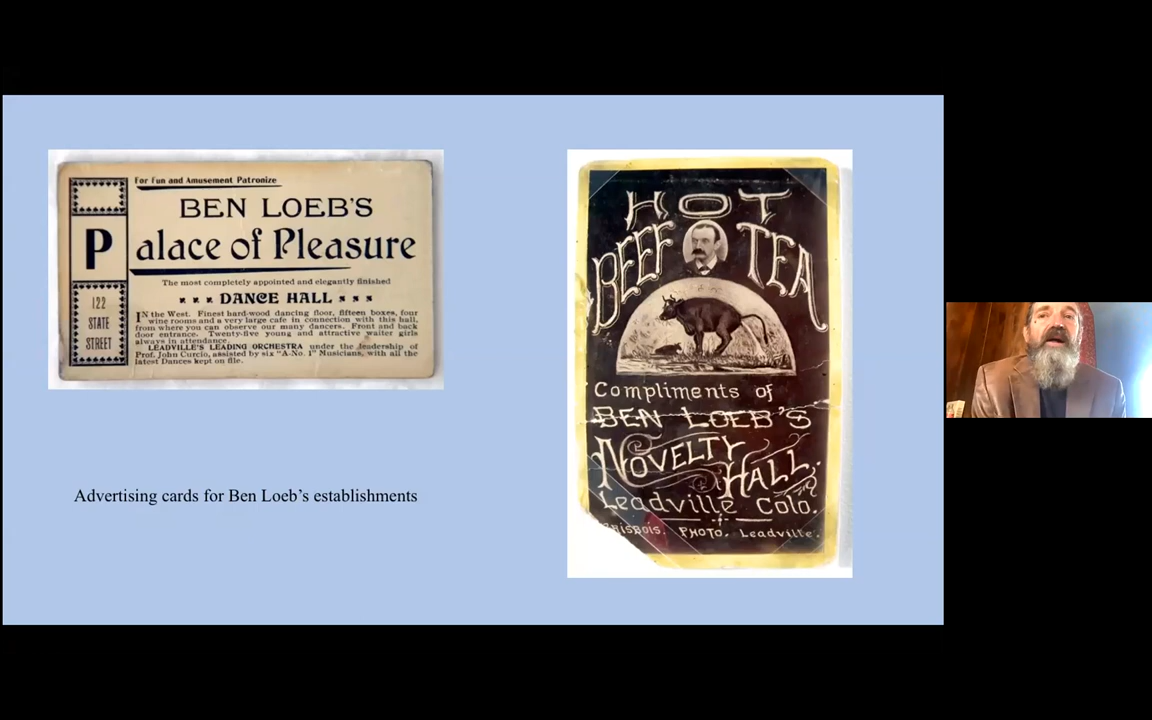 For Fun and Amusement Patronize
BEN LOEB'S
Palace of Pleasure
The most completely appointed and elegantly finished
DANCE HALL
IN the West. Finest hard-wood dancing floor, fifteen boxes, four
wine rooms and a very large cafe in connection with this hall,
from where you can observe our many dancers. Front and back
door entrance. Twenty-five young and attractive waiter girls
always in attendance.
LEADVILLE'S LEADING ORCHESTRA under the leadership of
Prof. John Curcio, assisted by six "A-No. 1" Musicians, with all the
latest Dances kept on file.
122
STATE
STREET
Advertising cards for Ben Loeb's establishments
HOT
BEEF TEA
Compliments of
BEN LOEB'S
NOVELTY
HALL.
Leadville Colo.
PHOTO. Leadville.